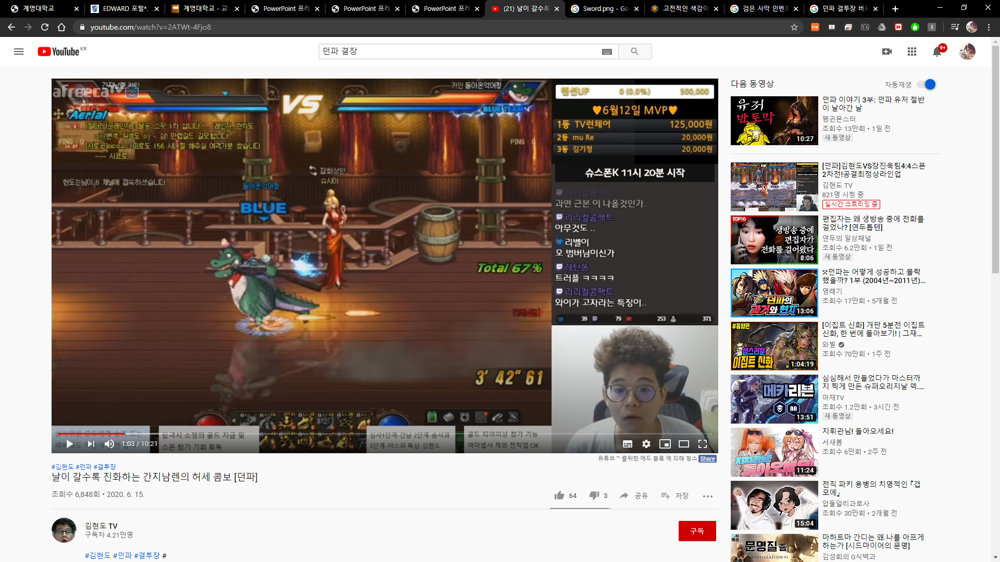 계명대학교
EDWARD 포털*.
계명대학교 - 교수
PowerPoint 프레
PowerPoint 프레
PowerPoint 프레
(21) 날이 갈수록
Sword.png - Go
고전적인 색감이
검은 사막 인벤트
던파 결투장 버프
youtube.com/watch?v=2ATWt-4Fjo8
YouTube KR
던파 결장
9+
afreecaTV
카인 돌아온악어찡
VS
RED TEAM
BLUE TEAM
Aerial
PING : 0
PING : 0
~~~ 시코로
현도는님이 6 채널에 접속하셨습니다.
잡화상인
슈시아
돌아온악어찡
BLUE
Total 67%
3' 42" 61
텐션UP 0 (0.0%) 500,000
♥6월12일 MVP♥
1등 TV런체어 125,000원
2등 mu Re 20,000원
3등 김기정 20,000원
슈스폰K 11시 20분 시작
리리컬콤팩트
과연 근본 이 나올것인가.
리리컬콤팩트
아무것도 ..
리벨이
오 범버님이신가
레탄똔
트러플 ㅋㅋㅋㅋ
리리컬콤팩트
와이가 고자라는 특징이..
39 79 253 371
합격시 소정의 골드 지급 및
스폰 참가 기회 획득
심사1단계-간남 2단계-솜사과
3단계-이스피 특심-김현도
골드 티어이상 참가 가능
여마법사 제외 전직업 OK
1:03 / 10:21
유튜브 ™ 를위한 애드 블록 에 의해 청소 Share
#김현도 #던파 #결투장
날이 갈수록 진화하는 간지남렌의 허세 콤보 [던파]
조회수 6,848회 • 2020. 6. 15.
64 3 공유 저장
김현도 TV
구독자 4.21만명
구독
#김현도 #던파 #결투장 #
다음 동영상
자동재생
유저
반토막
10:27
던파 이야기 3부: 던파 유저 절반
이 날아간 날
펭귄몬스터
조회수 13만회 • 1일 전
새 동영상
[던파]김현도VS장진욱팀4:4스폰
2차전!공결최정상라인업
김현도 TV
821명 시청 중
실시간 스트리밍 중
TOP10
생방송 중에
편집자가
전화를 걸어왔다
8:06
편집자는 왜 생방송 중에 전화를
걸었나? [연두톱텐]
연두의 일상채널
조회수 6.2만회 • 1일 전
새 동영상
던파의
과거와 현재
13:06
⚒던파는 어떻게 성공하고 몰락
했을까? 1부 (2004년~2011년)...
영래기
조회수 17만회 • 5개월 전
#종합편
성스러운
이집트 신화
1:04:19
[이집트 신화] 개판 5분전 이집트
신화, 한 번에 몰아보기! | 그재...
와빌
조회수 70만회 • 1주 전
메카리븐
13:51
심심해서 만들었다가 마스터까
지 찍게 만든 슈퍼오리지날 덱....
마재TV
조회수 1.2만회 • 3시간 전
새 동영상
지휘관님!
돌아오세요!
11:24
지휘관님! 돌아오세요!
서새봄
조회수 6만회 • 2주 전
15:04
전직 파키 용병의 치명적인 『갭
모에』
압둘알리과로사
조회수 30만회 • 2개월 전
G식백과
문명질 좀
CIVILIZATION VI
마하트마 간디는 왜 나를 아프게
하는가 [시드마이어의 문명]
김성회의 G식백과